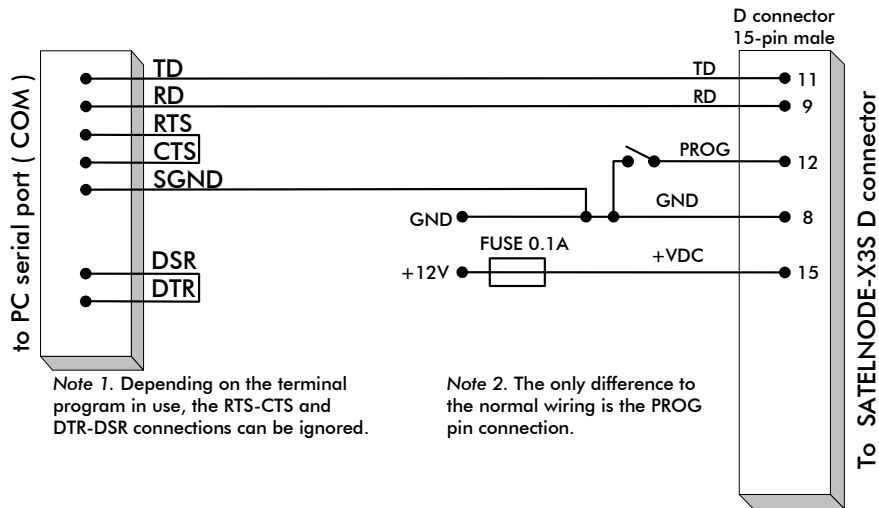 D connector
15-pin male
to PC serial port ( COM )
TD
TD
11
RD
RD
9
RTS
CTS
PROG
12
SGND
GND
GND
8
FUSE 0.1A
+12V
+VDC
15
DSR
DTR
To SATELNODE-X3S D connector
Note 1. Depending on the terminal
program in use, the RTS-CTS and
DTR-DSR connections can be ignored.
Note 2. The only difference to
the normal wiring is the PROG
pin connection.